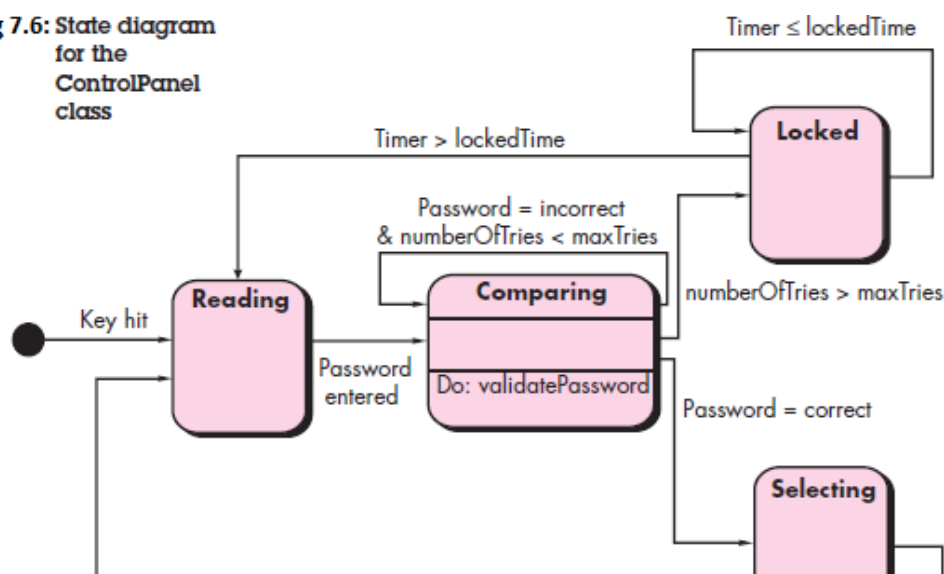 7.6: State diagram
for the
ControlPanel
class
Timer ≤ lockedTime
Locked
Timer > lockedTime
Password = incorrect
& numberOfTries < maxTries
Reading
Comparing
numberOfTries > maxTries
Key hit
Password
entered
Do: validatePassword
Password = correct
Selecting